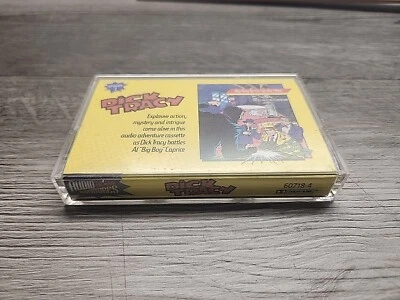 DICK
TRACY
Explosive action,
mystery and intrigue
come alive in this
audio adventure cassette
as Dick Tracy battles
Al "Big Boy" Caprice
DICK
TRACY
60718-4